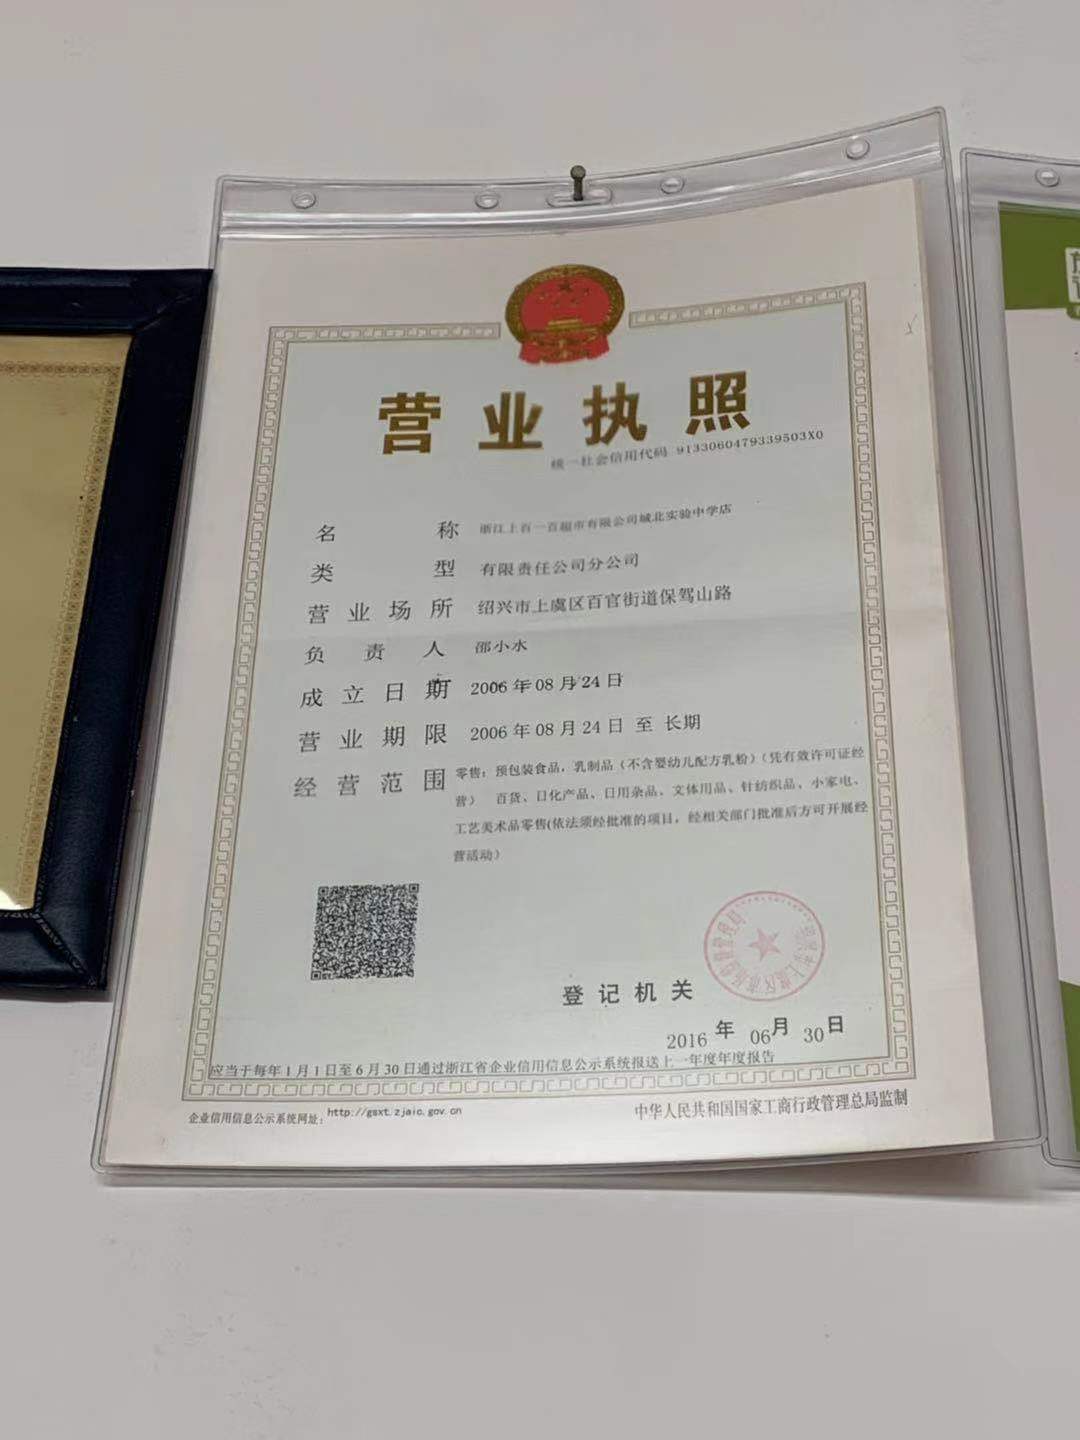 营业执照
统一社会信用代码 9133060479339503X0
名称 浙江上百一百超市有限公司城北实验中学店
类型 有限责任公司分公司
营业场所 绍兴市上虞区百官街道保驾山路
负责人 邵小水
成立日期 2006年08月24日
营业期限 2006年08月24日至长期
经营范围 零售：预包装食品，乳制品（不含婴幼儿配方乳粉）（凭有效许可证经
营） 百货、日化产品、日用杂品、文体用品、针纺织品、小家电、
工艺美术品零售(依法须经批准的项目，经相关部门批准后方可开展经
营活动）
登记机关
2016年06月30日
应当于每年1月1日至6月30日通过浙江省企业信用信息公示系统报送上一年度年度报告
企业信用信息公示系统网址：http://gsxt.zjaic.gov.cn
中华人民共和国国家工商行政管理总局监制